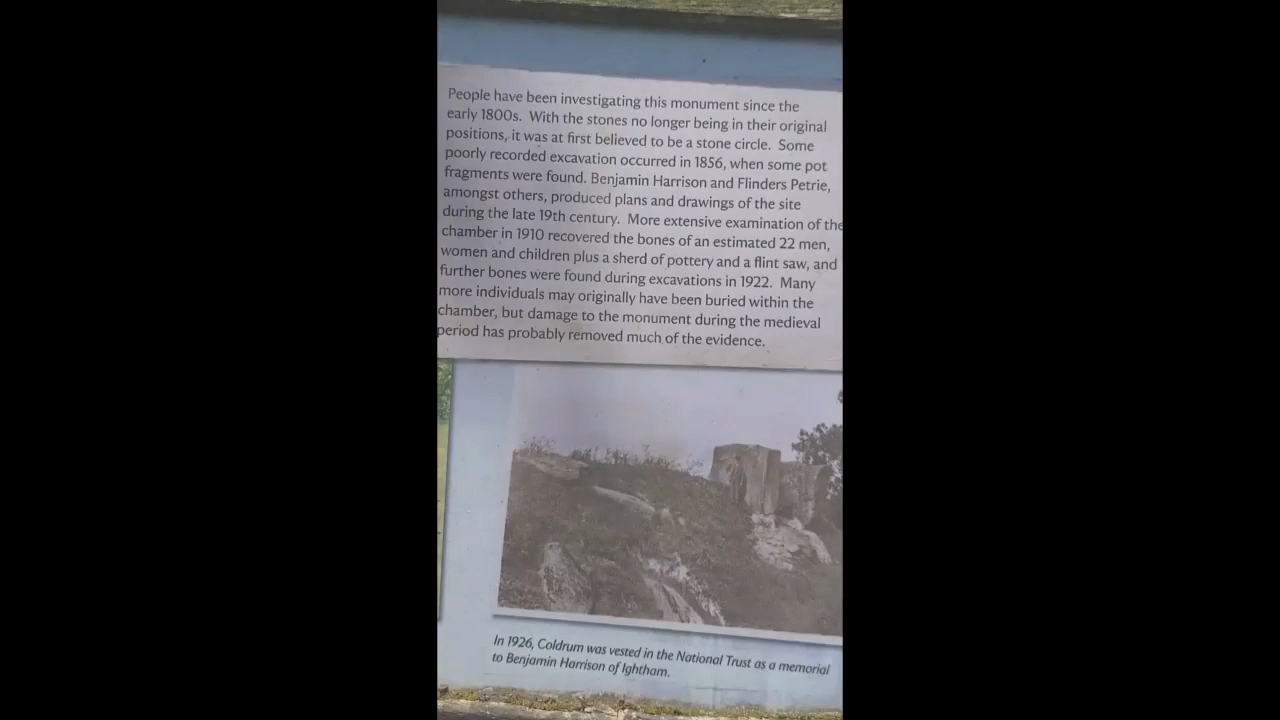 People have been investigating this monument since the
early 1800s. With the stones no longer being in their original
positions, it was at first believed to be a stone circle. Some
poorly recorded excavation occurred in 1856, when some pot
fragments were found. Benjamin Harrison and Flinders Petrie,
amongst others, produced plans and drawings of the site
during the late 19th century. More extensive examination of the
chamber in 1910 recovered the bones of an estimated 22 men,
women and children plus a sherd of pottery and a flint saw, and
further bones were found during excavations in 1922. Many
more individuals may originally have been buried within the
chamber, but damage to the monument during the medieval
period has probably removed much of the evidence.
In 1926, Coldrum was vested in the National Trust as a memorial
to Benjamin Harrison of Ightham.